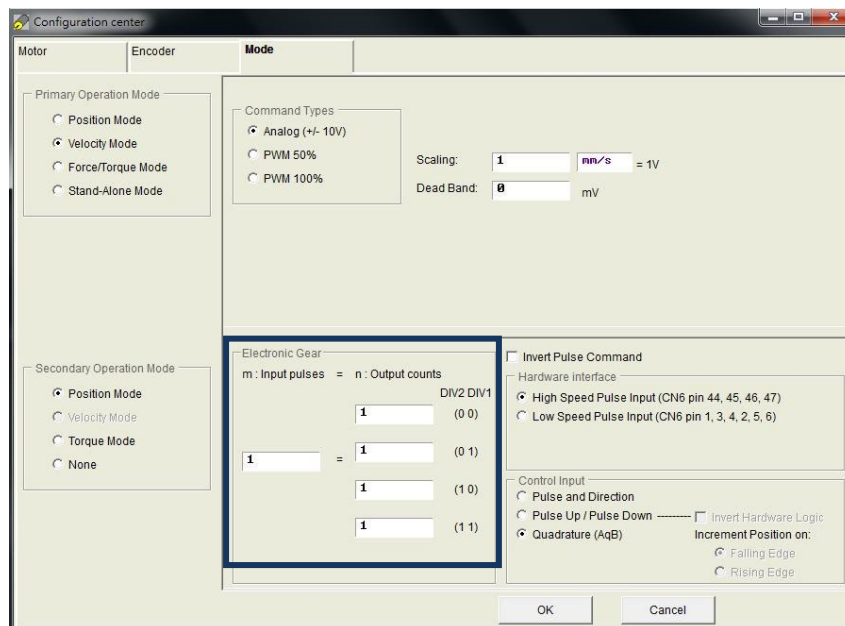 Configuration center
Motor
Encoder
Mode
Primary Operation Mode
Position Mode
Velocity Mode
Force/Torque Mode
Stand-Alone Mode
Command Types
Analog (+/- 10V)
PWM 50%
PWM 100%
Scaling: 1 mm/s = 1V
Dead Band: 0 mV
Secondary Operation Mode
Position Mode
Velocity Mode
Torque Mode
None
Electronic Gear
m : Input pulses = n : Output counts
DIV2 DIV1
1 (0 0)
1 = 1 (0 1)
1 (1 0)
1 (1 1)
Invert Pulse Command
Hardware interface
High Speed Pulse Input (CN6 pin 44, 45, 46, 47)
Low Speed Pulse Input (CN6 pin 1, 3, 4, 2, 5, 6)
Control Input
Pulse and Direction
Pulse Up / Pulse Down --------- Invert Hardware Logic
Quadrature (AqB) Increment Position on:
Falling Edge
Rising Edge
OK
Cancel